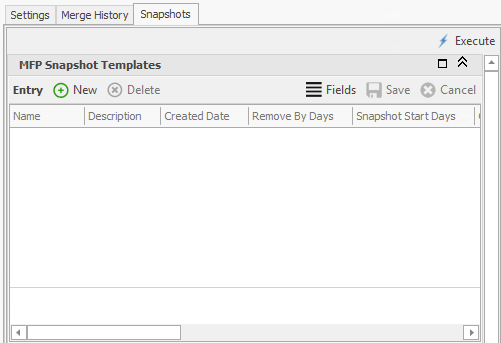 Settings Merge History Snapshots
Execute
MFP Snapshot Templates
Entry New Delete Fields Save Cancel
Name Description Created Date Remove By Days Snapshot Start Days